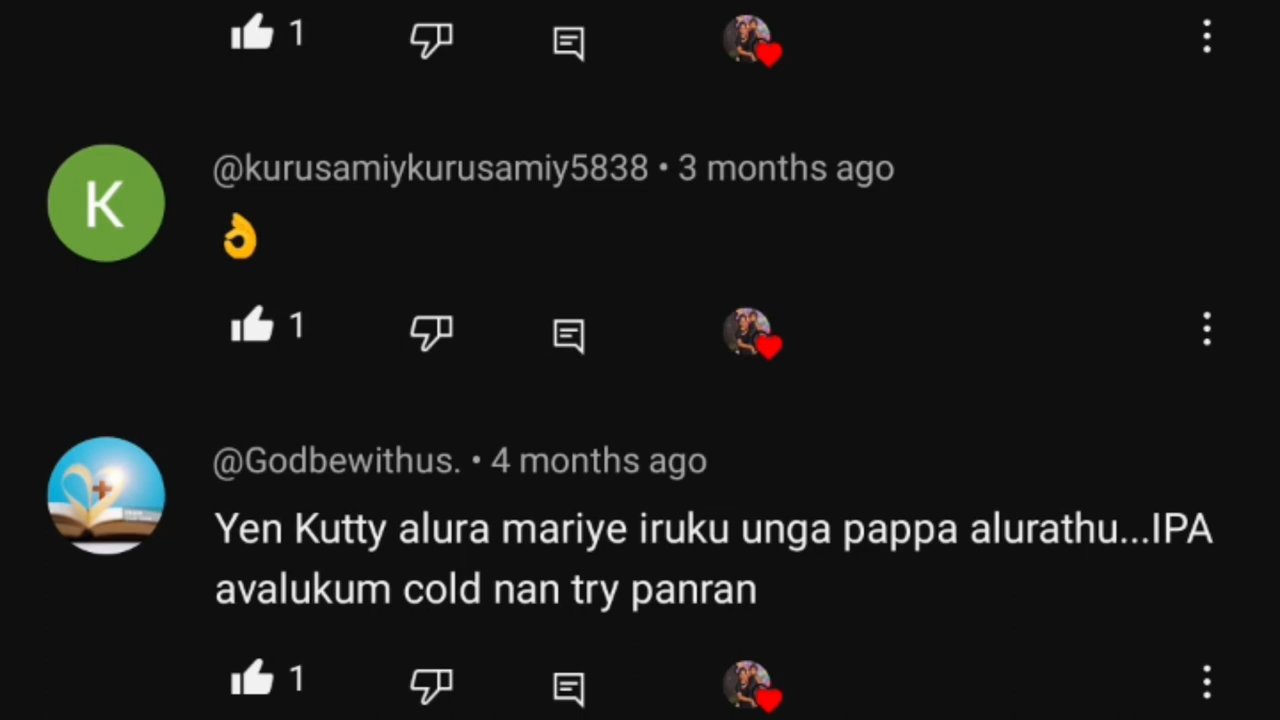 1
@kurusamiykurusamiy5838 • 3 months ago
K
👌
1
@Godbewithus. • 4 months ago
Yen Kutty alura mariye iruku unga pappa alurathu...IPA
avalukum cold nan try panran
1